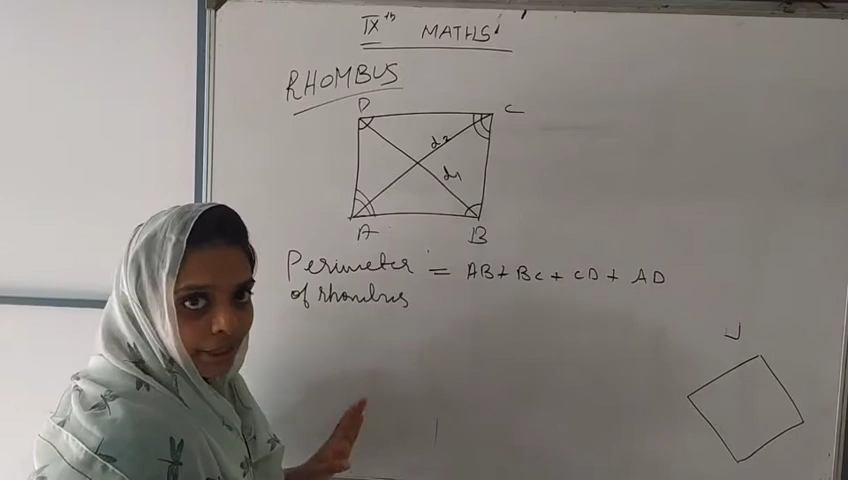 IXth MATHS
RHOMBUS
D C
d2
d1
A B
Perimeter = AB + BC + CD + AD
of rhombus